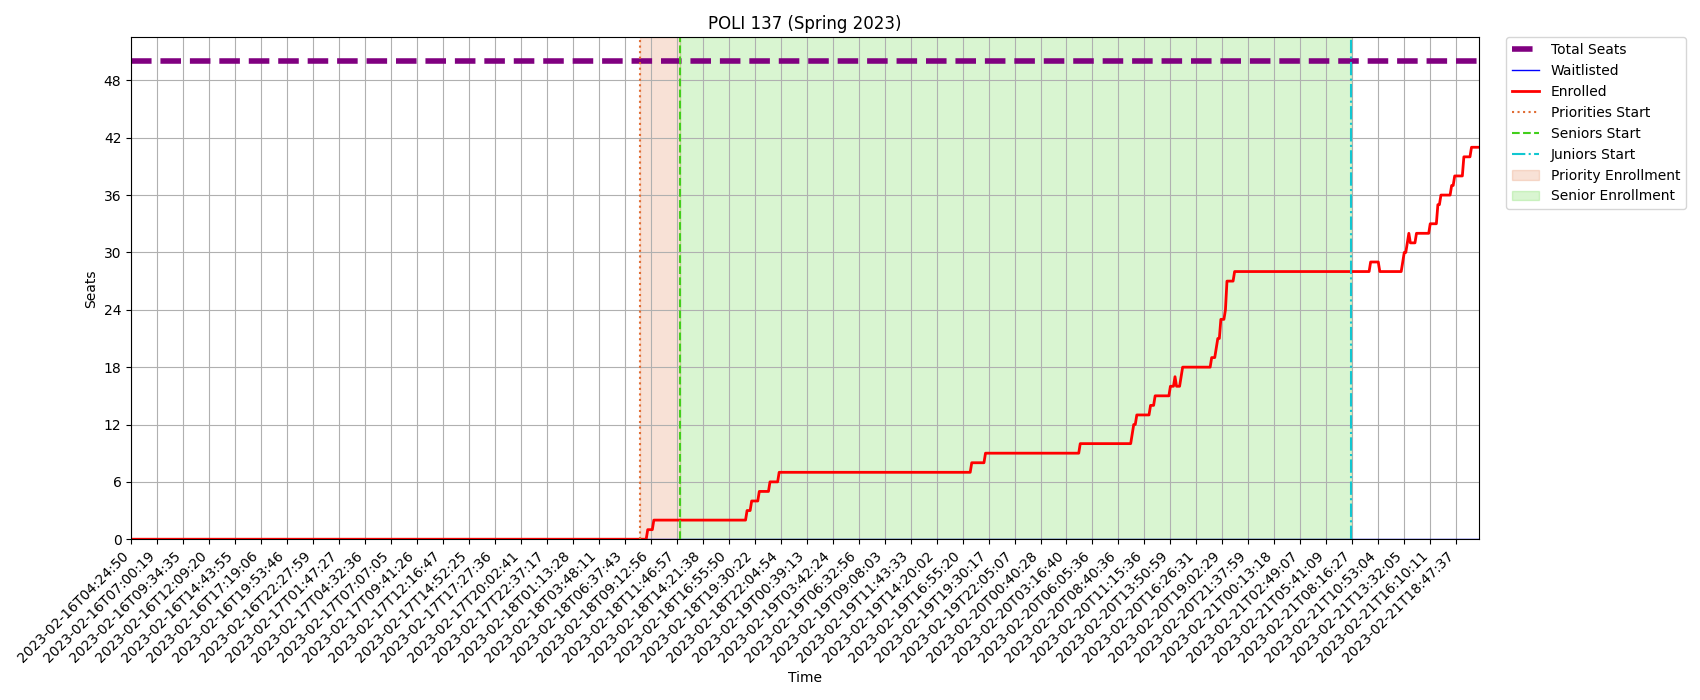 POLI 137 (Spring 2023)
Total Seats
Waitlisted
Enrolled
Priorities Start
Seniors Start
Juniors Start
Priority Enrollment
Senior Enrollment
Seats
48
42
36
30
24
18
12
6
0
2023-02-16T04:24:50
2023-02-16T07:00:19
2023-02-16T09:34:35
2023-02-16T12:09:20
2023-02-16T14:43:55
2023-02-16T17:19:06
2023-02-16T19:53:46
2023-02-16T22:27:59
2023-02-17T01:47:27
2023-02-17T04:32:36
2023-02-17T07:07:05
2023-02-17T09:41:26
2023-02-17T12:16:47
2023-02-17T14:52:25
2023-02-17T17:27:36
2023-02-17T20:02:41
2023-02-17T22:37:17
2023-02-18T01:13:28
2023-02-18T03:48:11
2023-02-18T06:37:43
2023-02-18T09:12:56
2023-02-18T11:46:57
2023-02-18T14:21:38
2023-02-18T16:55:50
2023-02-18T19:30:22
2023-02-18T22:04:54
2023-02-19T00:39:13
2023-02-19T03:42:24
2023-02-19T06:32:56
2023-02-19T09:08:03
2023-02-19T11:43:33
2023-02-19T14:20:02
2023-02-19T16:55:20
2023-02-19T19:30:17
2023-02-19T22:05:07
2023-02-20T00:40:28
2023-02-20T03:16:40
2023-02-20T06:05:36
2023-02-20T08:40:36
2023-02-20T11:15:36
2023-02-20T13:50:59
2023-02-20T16:26:31
2023-02-20T19:02:29
2023-02-20T21:37:59
2023-02-21T00:13:18
2023-02-21T02:49:07
2023-02-21T05:41:09
2023-02-21T08:16:27
2023-02-21T10:53:04
2023-02-21T13:32:05
2023-02-21T16:10:11
2023-02-21T18:47:37
Time